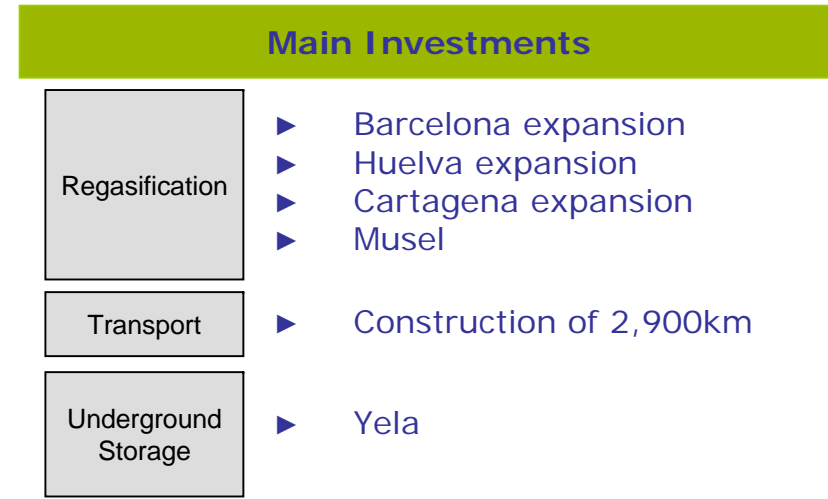 Main Investments
Regasification
► Barcelona expansion
► Huelva expansion
► Cartagena expansion
► Musel
Transport
► Construction of 2,900km
Underground
Storage
► Yela